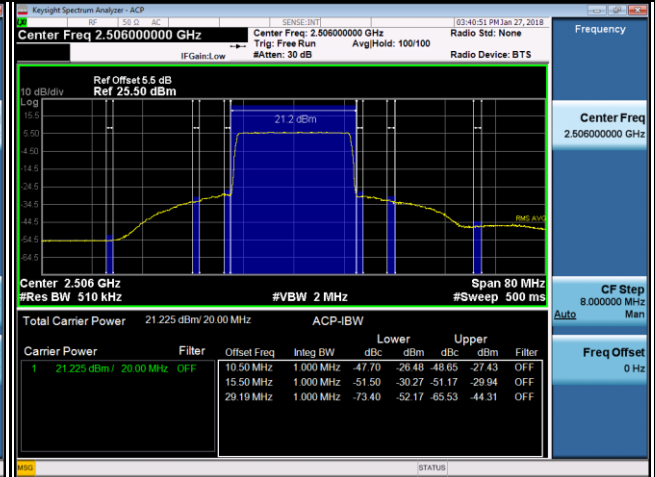 Keysight Spectrum Analyzer - ACP
RF 50 Ω AC SENSE:INT 03:40:51 PM Jan 27, 2018
Center Freq 2.506000000 GHz
Center Freq: 2.506000000 GHz Radio Std: None
Trig: Free Run Avg|Hold: 100/100
IFGain:Low #Atten: 30 dB Radio Device: BTS
Frequency
Ref Offset 5.5 dB
10 dB/div Ref 25.50 dBm
Log
15.5
5.50
-4.50
-14.5
-24.5
-34.5
-44.5
-54.5
-64.5
21.2 dBm
RMS AVG
Center Freq
2.506000000 GHz
Center 2.506 GHz Span 80 MHz
#Res BW 510 kHz #VBW 2 MHz #Sweep 500 ms
CF Step
8.000000 MHz
Auto Man
Total Carrier Power 21.225 dBm/ 20.00 MHz ACP-IBW
Lower Upper
Carrier Power Filter Offset Freq Integ BW dBc dBm dBc dBm Filter
1 21.225 dBm / 20.00 MHz OFF 10.50 MHz 1.000 MHz -47.70 -26.48 -48.65 -27.43 OFF
15.50 MHz 1.000 MHz -51.50 -30.27 -51.17 -29.94 OFF
29.19 MHz 1.000 MHz -73.40 -52.17 -65.53 -44.31 OFF
Freq Offset
0 Hz
MSG STATUS